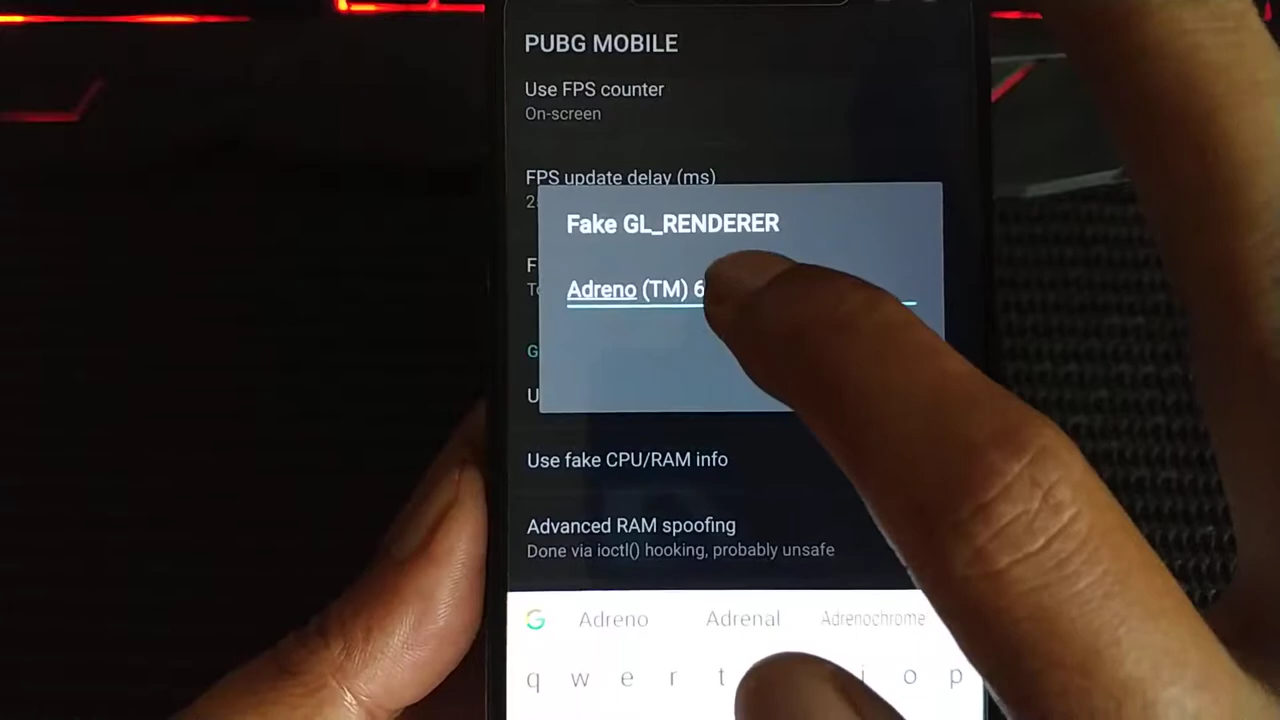 PUBG MOBILE
Use FPS counter
On-screen
FPS update delay (ms)
2
Fake GL_RENDERER
F
Adreno (TM) 6
G
U
Use fake CPU/RAM info
Advanced RAM spoofing
Done via ioctl() hooking, probably unsafe
G Adreno Adrenal Adrenochrome
q w e r t i o p